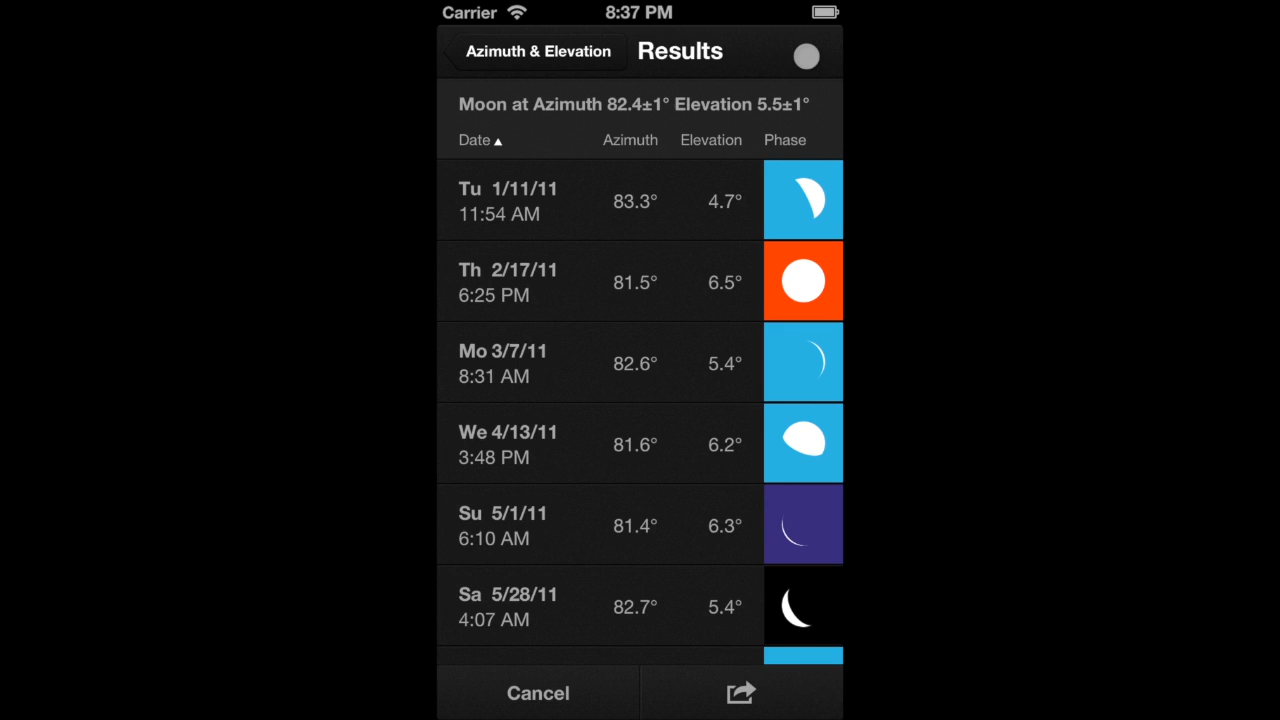 Carrier 8:37 PM
Azimuth & Elevation Results
Moon at Azimuth 82.4±1° Elevation 5.5±1°
Date ▲ Azimuth Elevation Phase
Tu 1/11/11
11:54 AM 83.3° 4.7°
Th 2/17/11
6:25 PM 81.5° 6.5°
Mo 3/7/11
8:31 AM 82.6° 5.4°
We 4/13/11
3:48 PM 81.6° 6.2°
Su 5/1/11
6:10 AM 81.4° 6.3°
Sa 5/28/11
4:07 AM 82.7° 5.4°
Cancel